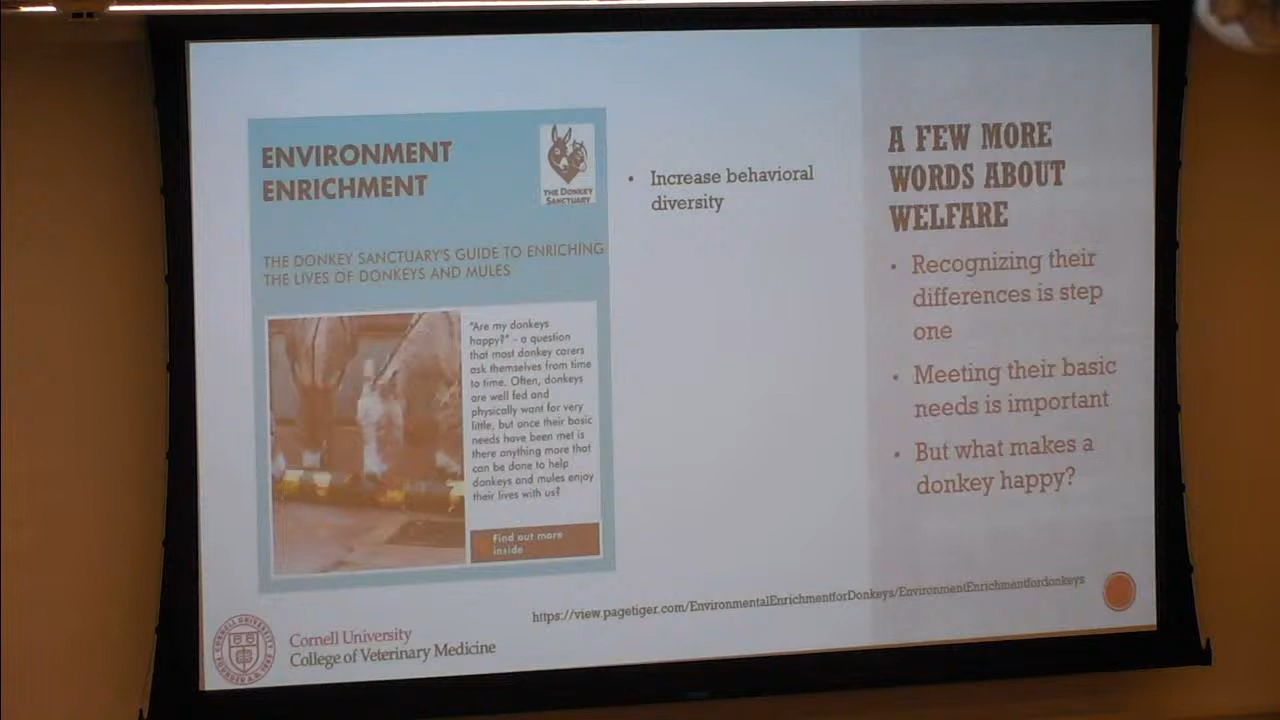 ENVIRONMENT
ENRICHMENT
THE DONKEY
SANCTUARY
THE DONKEY SANCTUARY'S GUIDE TO ENRICHING
THE LIVES OF DONKEYS AND MULES
"Are my donkeys
happy?" - a question
that most donkey carers
ask themselves from time
to time. Often, donkeys
are well fed and
physically want for very
little, but once their basic
needs have been met is
there anything more that
can be done to help
donkeys and mules enjoy
their lives with us?
Find out more
inside
• Increase behavioral
diversity
A FEW MORE
WORDS ABOUT
WELFARE
• Recognizing their
differences is step
one
• Meeting their basic
needs is important
• But what makes a
donkey happy?
https://view.pagetiger.com/EnvironmentalEnrichmentforDonkeys/EnvironmentEnrichmentfordonkeys
CORNELL UNIVERSITY
FOUNDED A.D. 1865
Cornell University
College of Veterinary Medicine